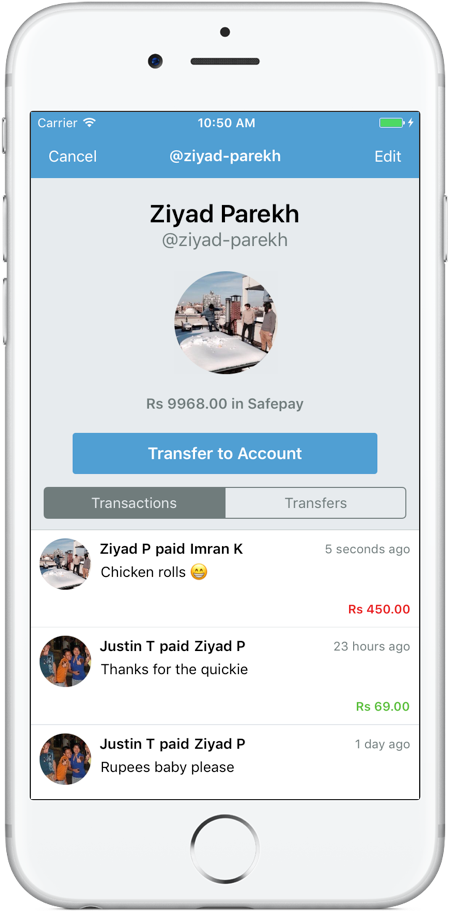 Carrier 10:50 AM
Cancel @ziyad-parekh Edit
Ziyad Parekh
@ziyad-parekh
Rs 9968.00 in Safepay
Transfer to Account
Transactions Transfers
Ziyad P paid Imran K 5 seconds ago
Chicken rolls 😁
Rs 450.00
Justin T paid Ziyad P 23 hours ago
Thanks for the quickie
Rs 69.00
Justin T paid Ziyad P 1 day ago
Rupees baby please